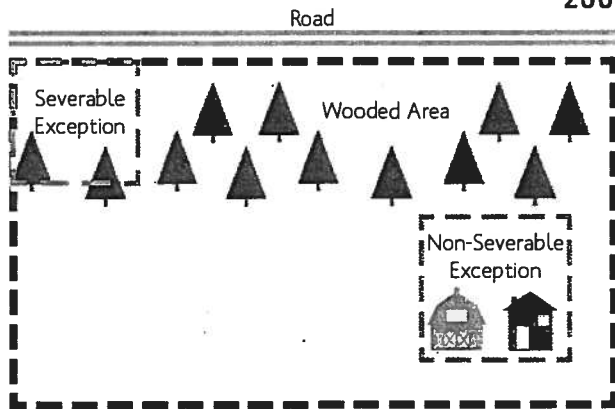 Road
Severable
Exception
Wooded Area
Non-Severable
Exception